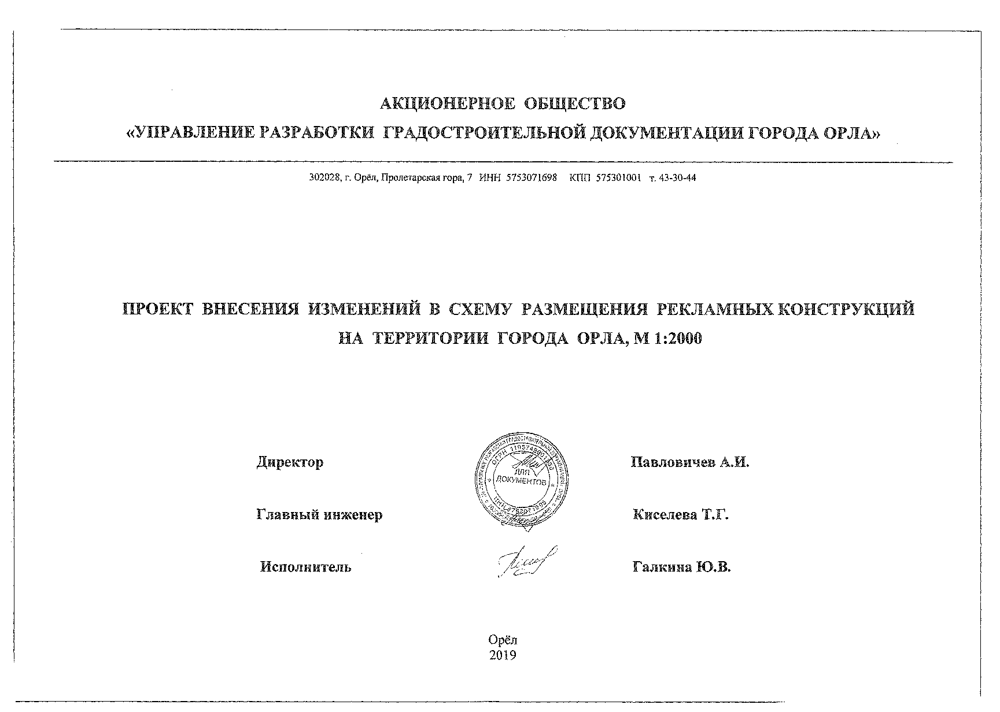 АКЦИОНЕРНОЕ ОБЩЕСТВО
«УПРАВЛЕНИЕ РАЗРАБОТКИ ГРАДОСТРОИТЕЛЬНОЙ ДОКУМЕНТАЦИИ ГОРОДА ОРЛА»
302028, г. Орёл, Пролетарская гора, 7 ИНН 5753071698 КПП 575301001 т. 43-30-44
ПРОЕКТ ВНЕСЕНИЯ ИЗМЕНЕНИЙ В СХЕМУ РАЗМЕЩЕНИЯ РЕКЛАМНЫХ КОНСТРУКЦИЙ
НА ТЕРРИТОРИИ ГОРОДА ОРЛА, М 1:2000
Директор Павловичев А.И.
ОГРН
ДЛЯ
ДОКУМЕНТОВ
ИНН 5753071698
Главный инженер Киселева Т.Г.
Исполнитель Галкина Ю.В.
Орёл
2019